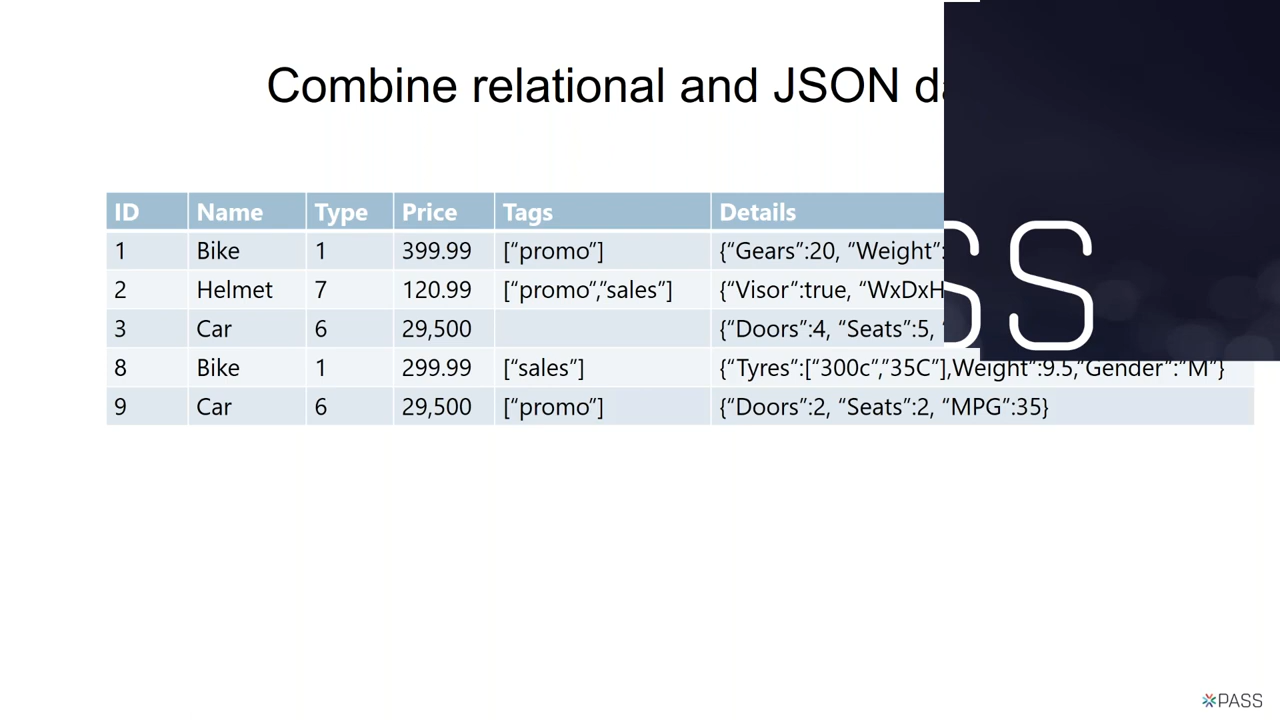 Combine relational and JSON
ID Name Type Price Tags Details
1 Bike 1 399.99 [“promo”] {“Gears”:20, “Weight”:
2 Helmet 7 120.99 [“promo”,”sales”] {“Visor”:true, “WxDxH
3 Car 6 29,500 {“Doors”:4, “Seats”:5,
8 Bike 1 299.99 [“sales”] {“Tyres”:[“300c”,”35C”],Weight”:9.5,”Gender”:”M”}
9 Car 6 29,500 [“promo”] {“Doors”:2, “Seats”:2, “MPG”:35}
SS
PASS